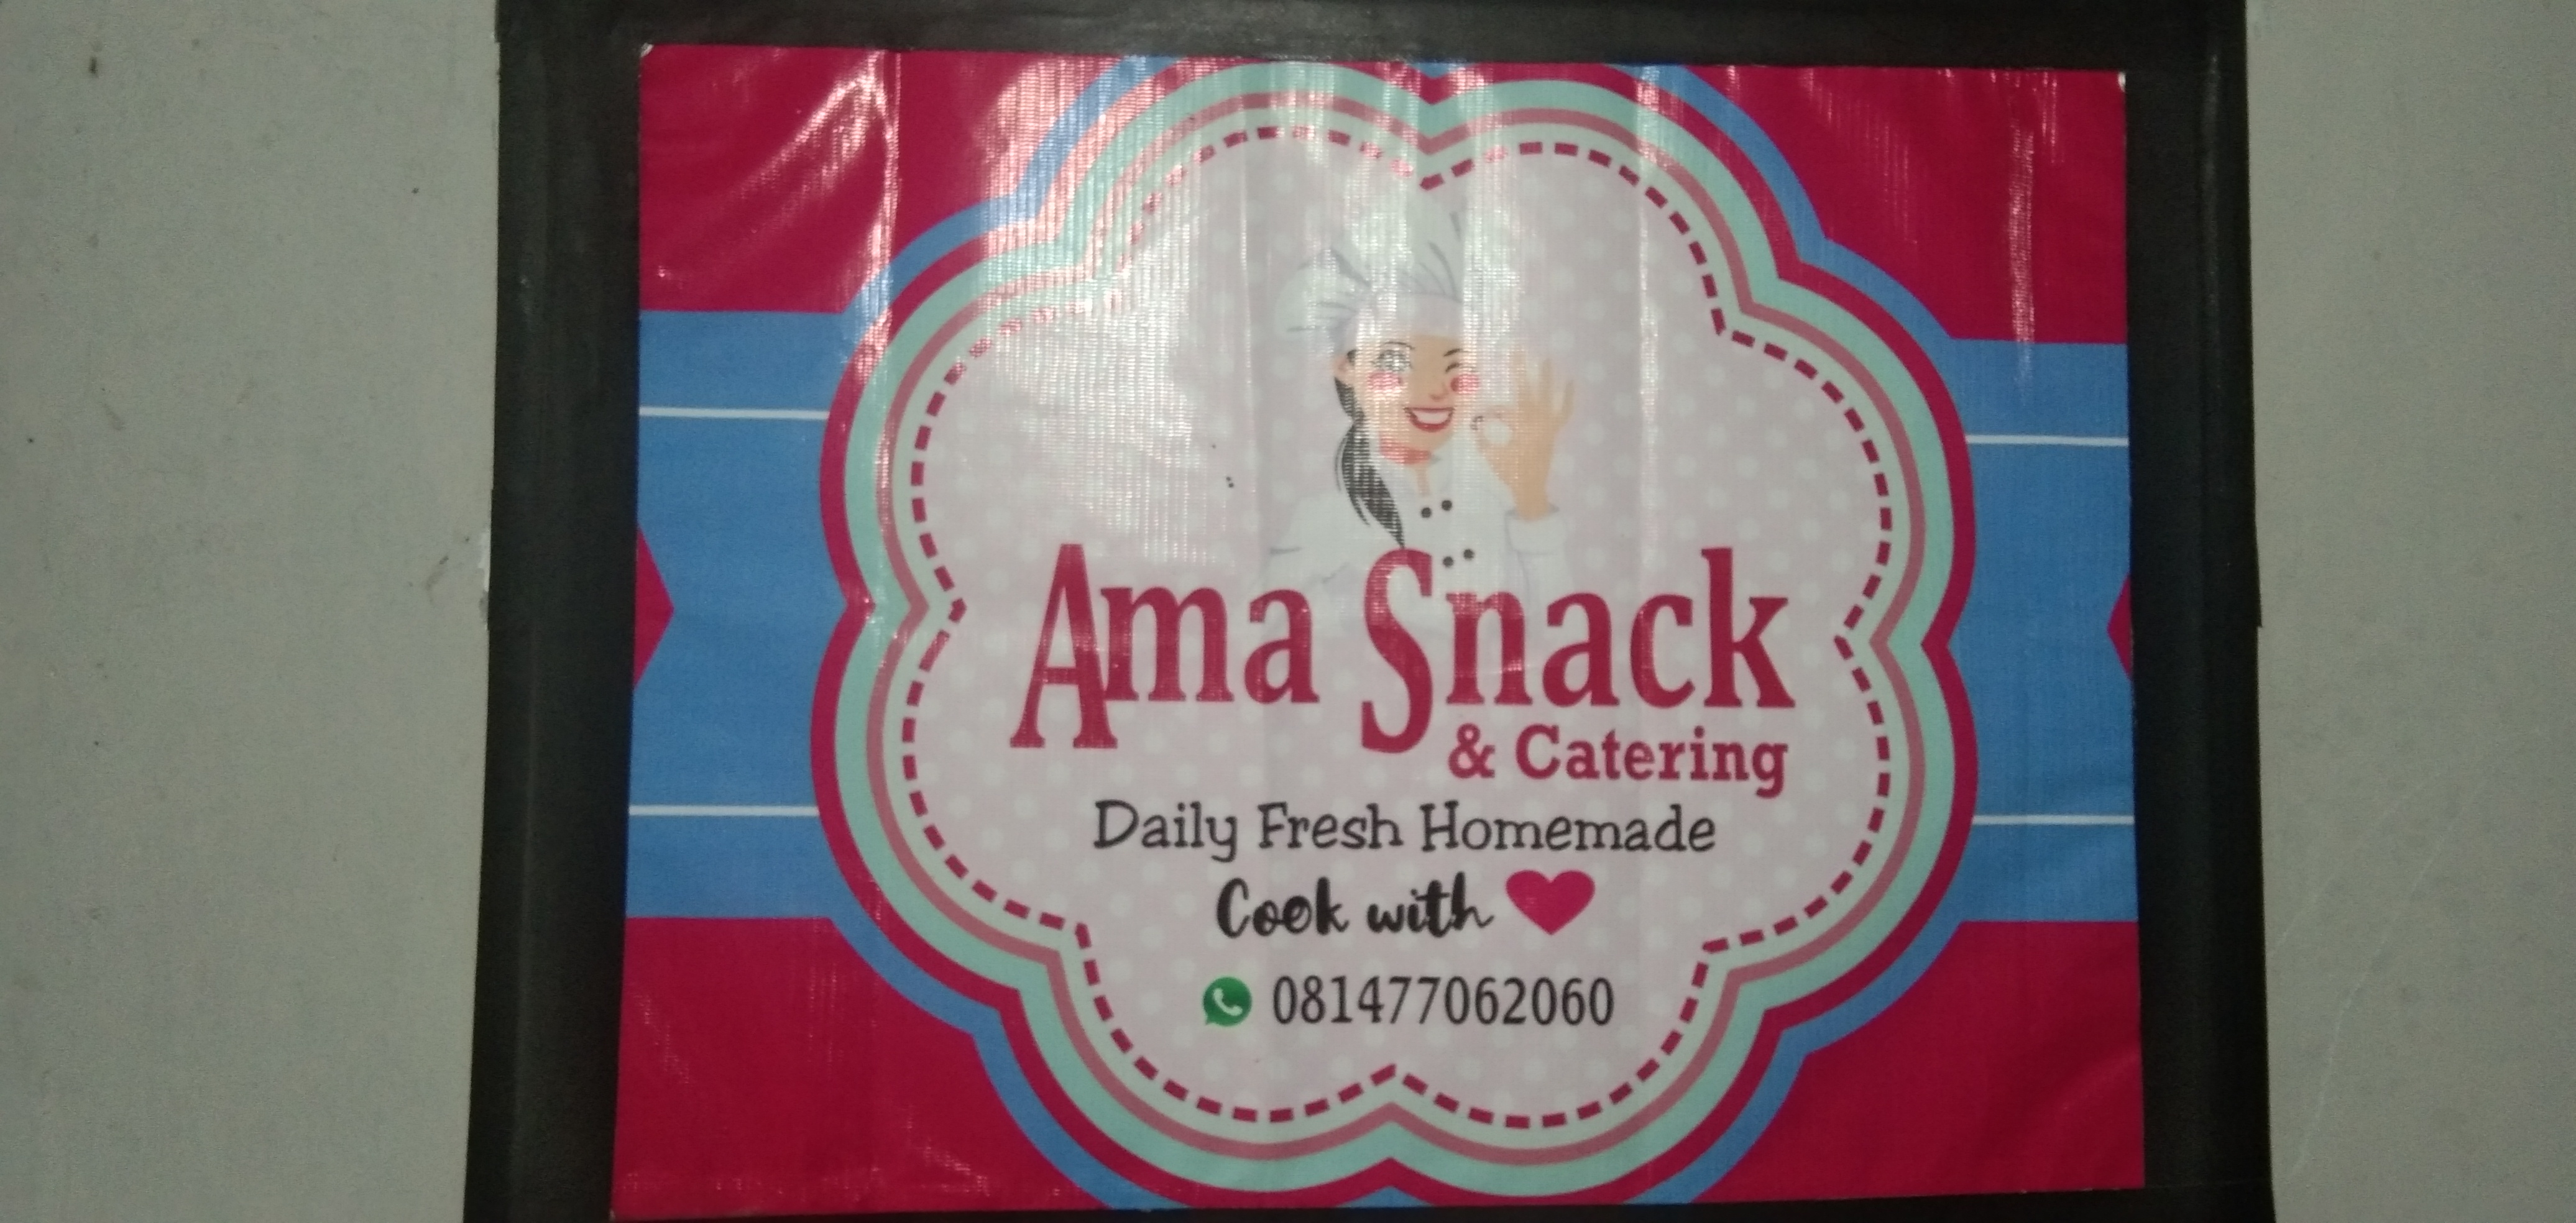 Ama Snack
& Catering
Daily Fresh Homemade
Cook with
081477062060